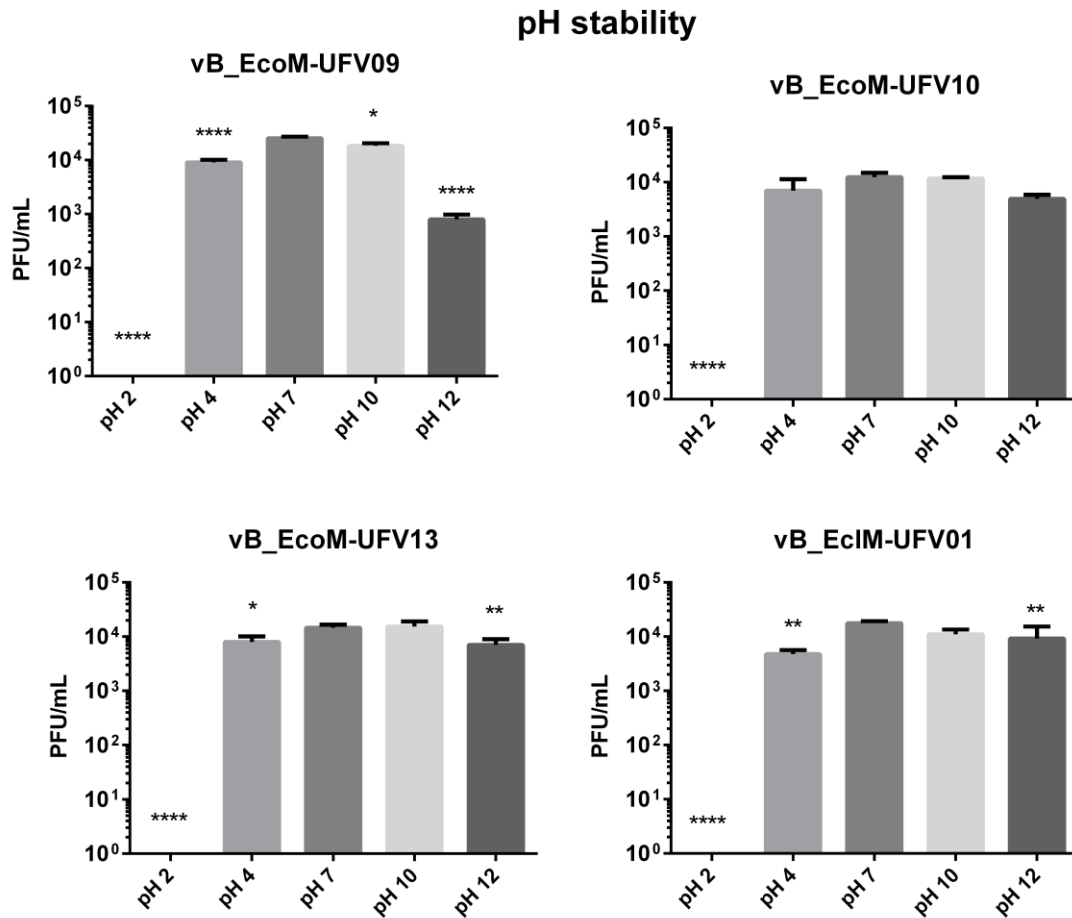 pH stability
vB_EcoM-UFV09
PFU/mL
10⁵
10⁴
10³
10²
10¹
10⁰
****
****
*
****
pH 2
pH 4
pH 7
pH 10
pH 12
vB_EcoM-UFV10
PFU/mL
10⁵
10⁴
10³
10²
10¹
10⁰
****
pH 2
pH 4
pH 7
pH 10
pH 12
vB_EcoM-UFV13
PFU/mL
10⁵
10⁴
10³
10²
10¹
10⁰
****
*
**
pH 2
pH 4
pH 7
pH 10
pH 12
vB_EclM-UFV01
PFU/mL
10⁵
10⁴
10³
10²
10¹
10⁰
****
**
**
pH 2
pH 4
pH 7
pH 10
pH 12